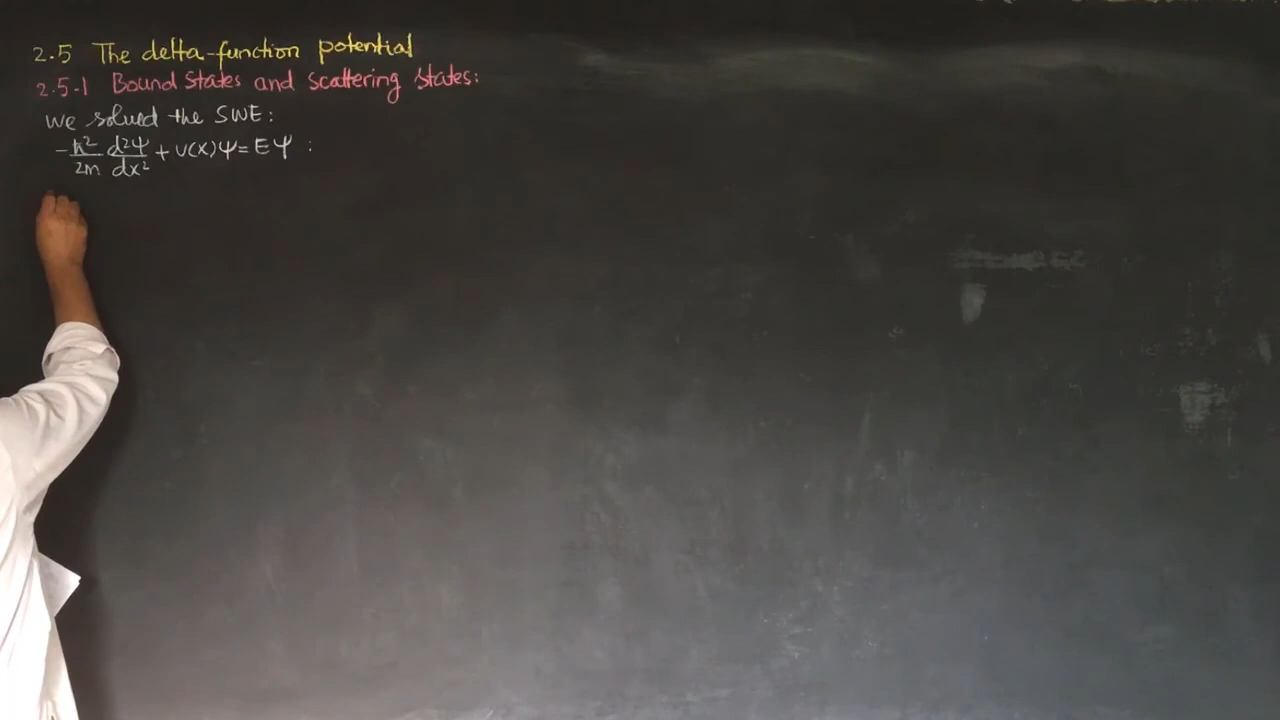 2.5 The delta-function potential
2.5.1 Bound States and Scattering States:
We solved the SWE:
-ħ²/2m d²ψ/dx² + V(x)ψ = Eψ :